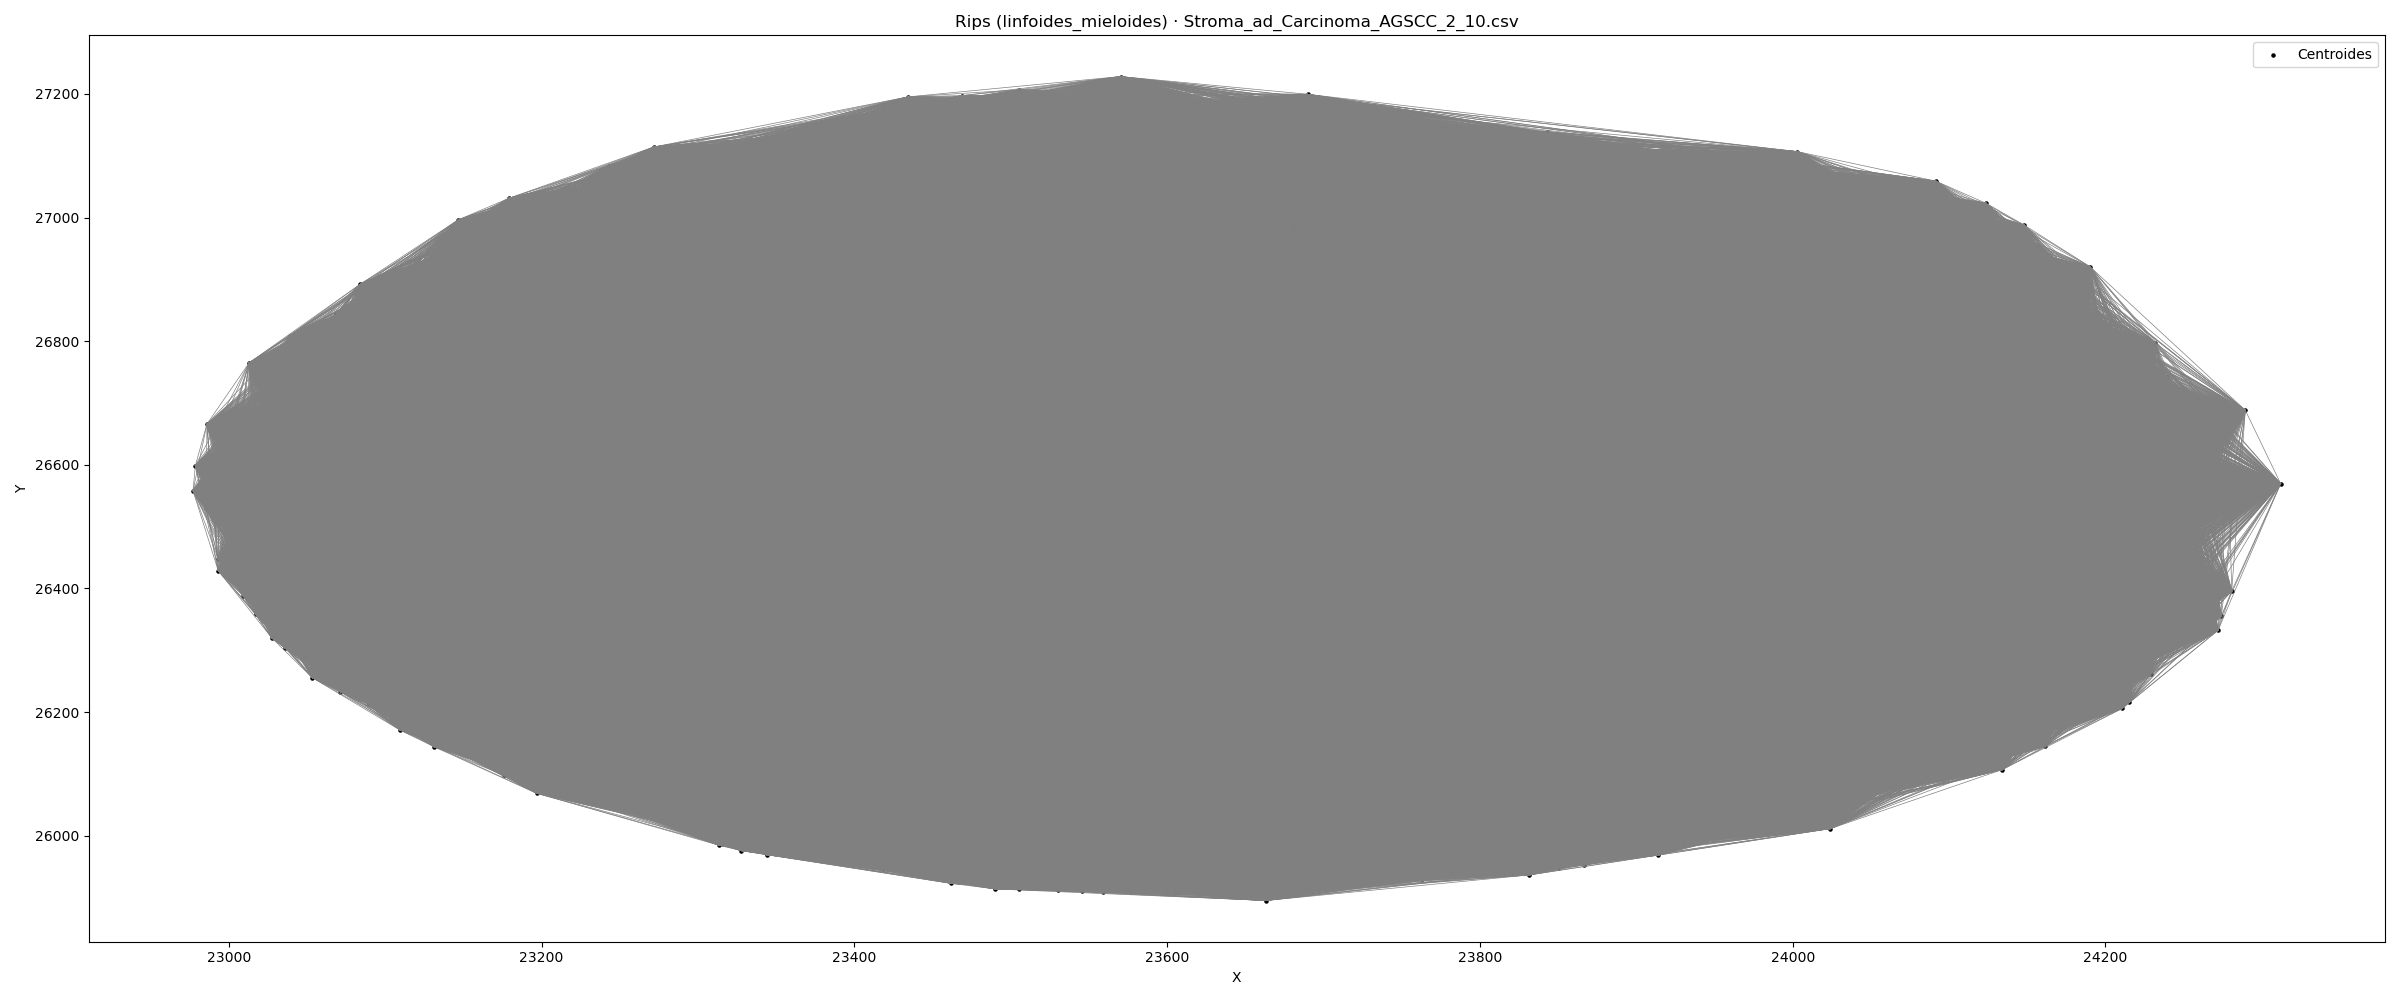 Rips (linfoides_mieloides) · Stroma_ad_Carcinoma_AGSCC_2_10.csv
Centroides
27200
27000
26800
26600
26400
26200
26000
Y
23000 23200 23400 23600 23800 24000 24200
X